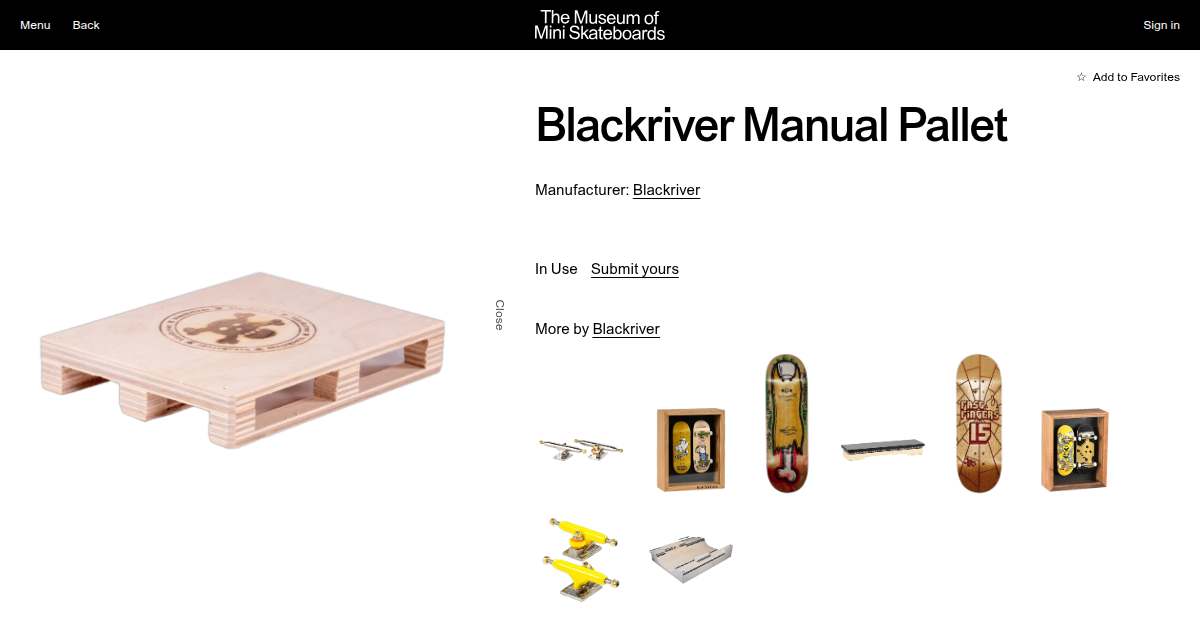 Menu
Back
The Museum of
Mini Skateboards
Sign in
☆ Add to Favorites
Blackriver Manual Pallet
Manufacturer: Blackriver
In Use
Submit yours
Close
More by Blackriver
FAST
FINGERS
15